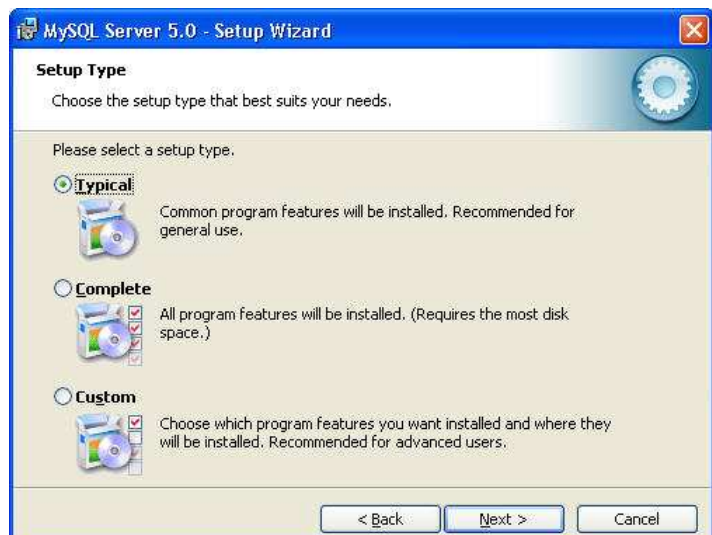 MySQL Server 5.0 - Setup Wizard
Setup Type
Choose the setup type that best suits your needs.
Please select a setup type.
Typical
Common program features will be installed. Recommended for
general use.
Complete
All program features will be installed. (Requires the most disk
space.)
Custom
Choose which program features you want installed and where they
will be installed. Recommended for advanced users.
< Back
Next >
Cancel